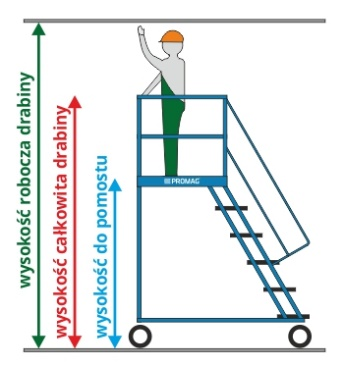 wysokość robocza drabiny
wysokość całkowita drabiny
wysokość do pomostu
PROMAG